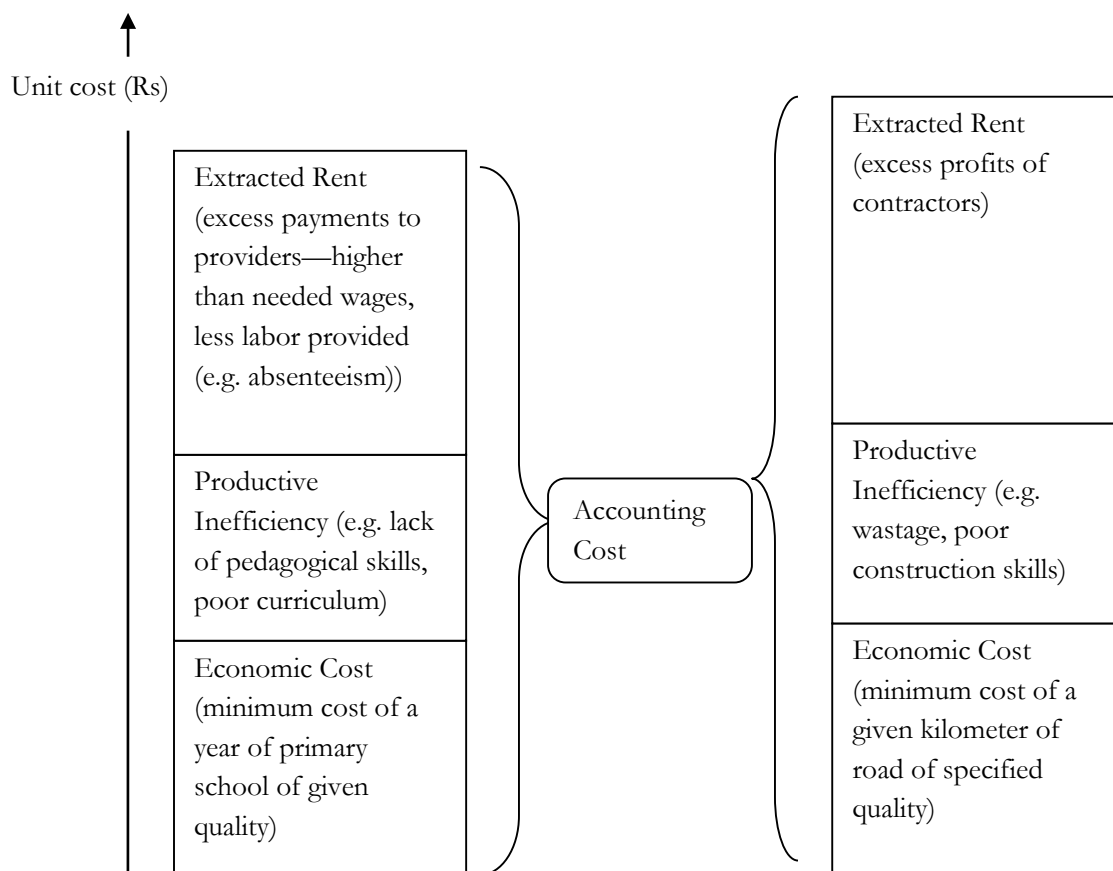 Unit cost (Rs)
Extracted Rent
(excess payments to
providers—higher
than needed wages,
less labor provided
(e.g. absenteeism))
Productive
Inefficiency (e.g. lack
of pedagogical skills,
poor curriculum)
Economic Cost
(minimum cost of a
year of primary
school of given
quality)
Accounting
Cost
Extracted Rent
(excess profits of
contractors)
Productive
Inefficiency (e.g.
wastage, poor
construction skills)
Economic Cost
(minimum cost of a
given kilometer of
road of specified
quality)